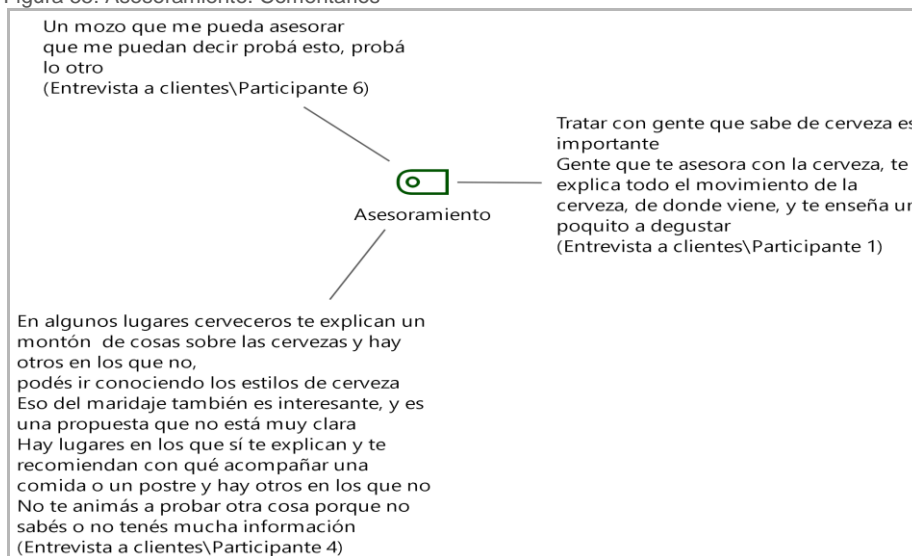 Un mozo que me pueda asesorar
que me puedan decir probá esto, probá
lo otro
(Entrevista a clientes\Participante 6)
Tratar con gente que sabe de cerveza es
importante
Gente que te asesora con la cerveza, te
explica todo el movimiento de la
cerveza, de donde viene, y te enseña un
poquito a degustar
(Entrevista a clientes\Participante 1)
Asesoramiento
En algunos lugares cerveceros te explican un
montón de cosas sobre las cervezas y hay
otros en los que no,
podés ir conociendo los estilos de cerveza
Eso del maridaje también es interesante, y es
una propuesta que no está muy clara
Hay lugares en los que sí te explican y te
recomiendan con qué acompañar una
comida o un postre y hay otros en los que no
No te animás a probar otra cosa porque no
sabés o no tenés mucha información
(Entrevista a clientes\Participante 4)